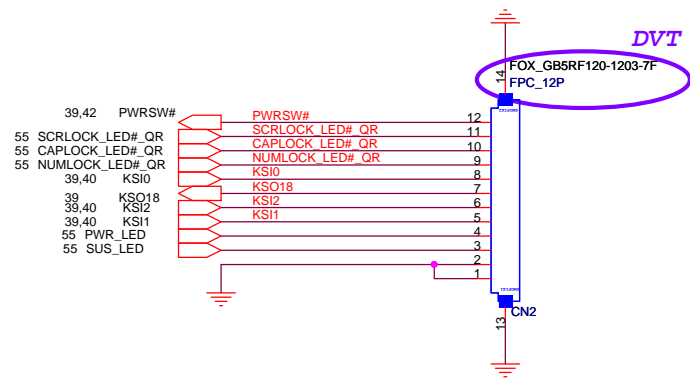 DVT
14
FOX_GB5RF120-1203-7F
FPC_12P
39,42 PWRSW# PWRSW# 12
55 SCRLOCK_LED#_QR SCRLOCK_LED#_QR 11
55 CAPLOCK_LED#_QR CAPLOCK_LED#_QR 10
55 NUMLOCK_LED#_QR NUMLOCK_LED#_QR 9
39,40 KSI0 KSI0 8
39 KSO18 KSO18 7
39,40 KSI2 KSI2 6
39,40 KSI1 KSI1 5
55 PWR_LED 4
55 SUS_LED 3
2
1
CN2
13